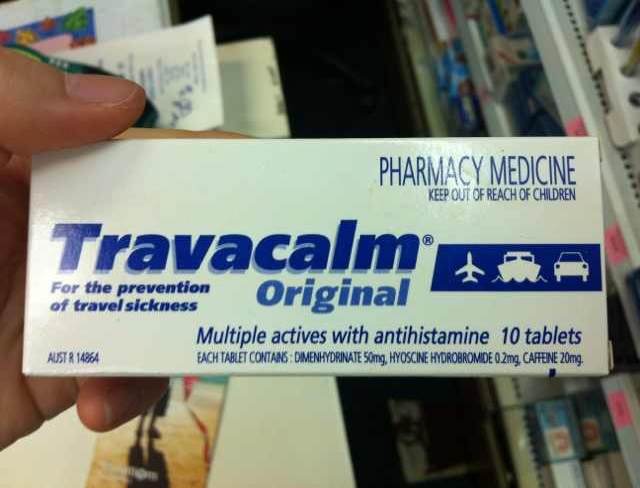 PHARMACY MEDICINE
KEEP OUT OF REACH OF CHILDREN
Travacalm®
Original
For the prevention
of travel sickness
Multiple actives with antihistamine 10 tablets
AUST R 14864
EACH TABLET CONTAINS : DIMENHYDRINATE 50mg, HYOSCINE HYDROBROMIDE 0.2mg, CAFFEINE 20mg.